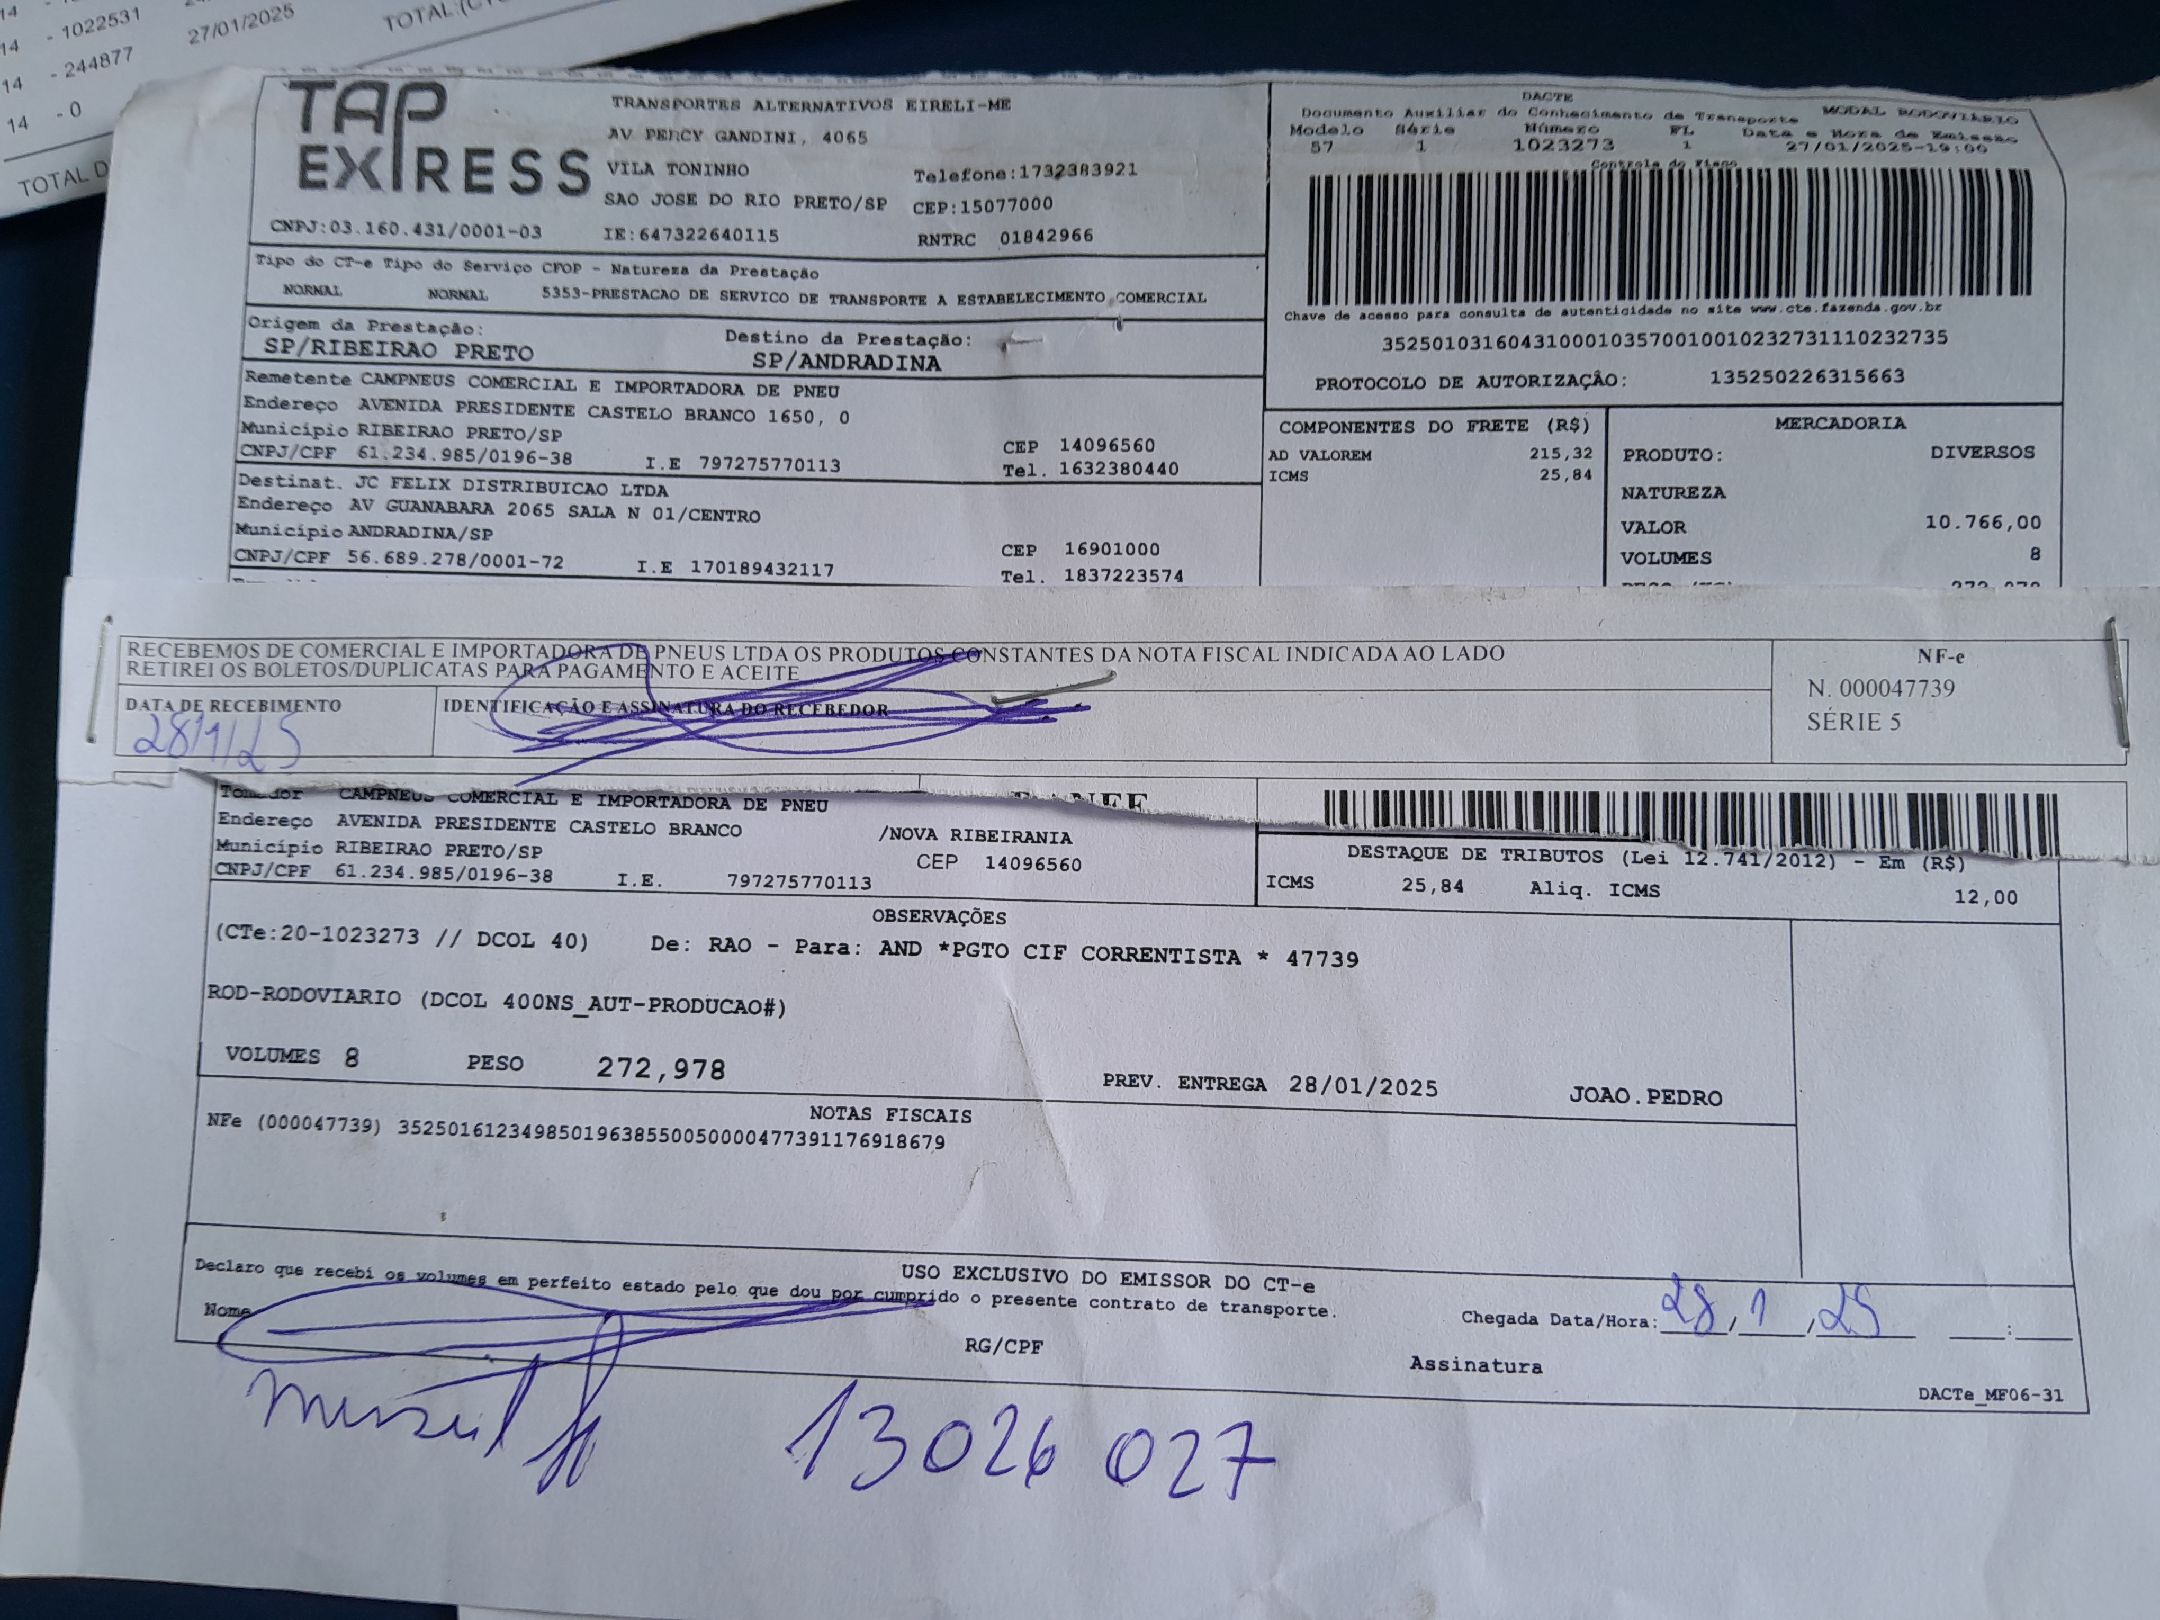 14 - 1022531
14 - 244877 27/01/2025
14 - 0
TOTAL D
TAP EXPRESS
TRANSPORTES ALTERNATIVOS EIRELI-ME
AV PERCY GANDINI, 4065
VILA TONINHO Telefone:1732383921
SAO JOSE DO RIO PRETO/SP CEP:15077000
CNPJ:03.160.431/0001-03 IE:647322640115 RNTRC 01842966
DACTE
Documento Auxiliar do Conhecimento de Transporte MODAL RODOVIARIO
Modelo Série Número FL Data e Hora de Emissão
57 1 1023273 1 27/01/2025-19:00
Controle do Fisco
Chave de acesso para consulta de autenticidade no site www.cte.fazenda.gov.br
35250103160431000103570010010232731110232735
PROTOCOLO DE AUTORIZAÇÂO: 135250226315663
Tipo do CT-e Tipo do Serviço CFOP - Natureza da Prestação
NORMAL NORMAL 5353-PRESTACAO DE SERVICO DE TRANSPORTE A ESTABELECIMENTO COMERCIAL
Origem da Prestação: Destino da Prestação:
SP/RIBEIRAO PRETO SP/ANDRADINA
Remetente CAMPNEUS COMERCIAL E IMPORTADORA DE PNEU
Endereço AVENIDA PRESIDENTE CASTELO BRANCO 1650, 0
Município RIBEIRAO PRETO/SP CEP 14096560
CNPJ/CPF 61.234.985/0196-38 I.E 797275770113 Tel. 1632380440
Destinat. JC FELIX DISTRIBUICAO LTDA
Endereço AV GUANABARA 2065 SALA N 01/CENTRO
Município ANDRADINA/SP CEP 16901000
CNPJ/CPF 56.689.278/0001-72 I.E 170189432117 Tel. 1837223574
COMPONENTES DO FRETE (R$)
AD VALOREM 215,32
ICMS 25,84
MERCADORIA
PRODUTO: DIVERSOS
NATUREZA
VALOR 10.766,00
VOLUMES 8
RECEBEMOS DE COMERCIAL E IMPORTADORA DE PNEUS LTDA OS PRODUTOS CONSTANTES DA NOTA FISCAL INDICADA AO LADO
RETIREI OS BOLETOS/DUPLICATAS PARA PAGAMENTO E ACEITE
DATA DE RECEBIMENTO IDENTIFICAÇÃO E ASSINATURA DO RECEBEDOR
28/1/25
NF-e
N. 000047739
SÉRIE 5
Tomador CAMPNEUS COMERCIAL E IMPORTADORA DE PNEU
Endereço AVENIDA PRESIDENTE CASTELO BRANCO /NOVA RIBEIRANIA
Município RIBEIRAO PRETO/SP CEP 14096560
CNPJ/CPF 61.234.985/0196-38 I.E. 797275770113
DESTAQUE DE TRIBUTOS (Lei 12.741/2012) - Em (R$)
ICMS 25,84 Aliq. ICMS 12,00
OBSERVAÇÕES
(CTe:20-1023273 // DCOL 40) De: RAO - Para: AND *PGTO CIF CORRENTISTA * 47739
ROD-RODOVIARIO (DCOL 400NS_AUT-PRODUCAO#)
VOLUMES 8 PESO 272,978 PREV. ENTREGA 28/01/2025 JOAO.PEDRO
NOTAS FISCAIS
NFe (000047739) 35250161234985019638550050000477391176918679
USO EXCLUSIVO DO EMISSOR DO CT-e
Declaro que recebi os volumes em perfeito estado pelo que dou por cumprido o presente contrato de transporte.
Nome RG/CPF Chegada Data/Hora: 28, 1, 25 :
Assinatura
DACTe_MF06-31
13026 027